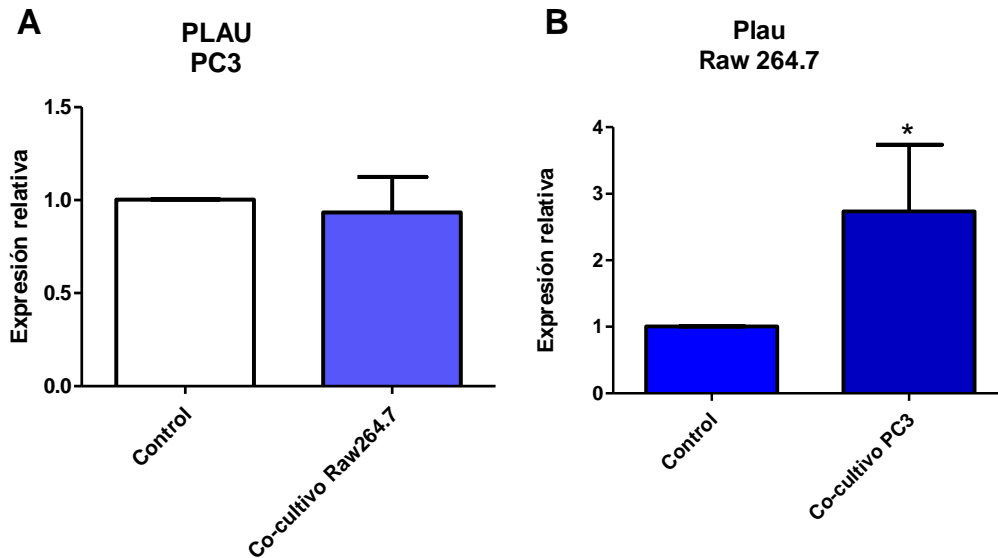 A
PLAU
PC3
Expresión relativa
1.5
1.0
0.5
0.0
Control
Co-cultivo Raw264.7
B
Plau
Raw 264.7
Expresión relativa
4
3
2
1
0
*
Control
Co-cultivo PC3